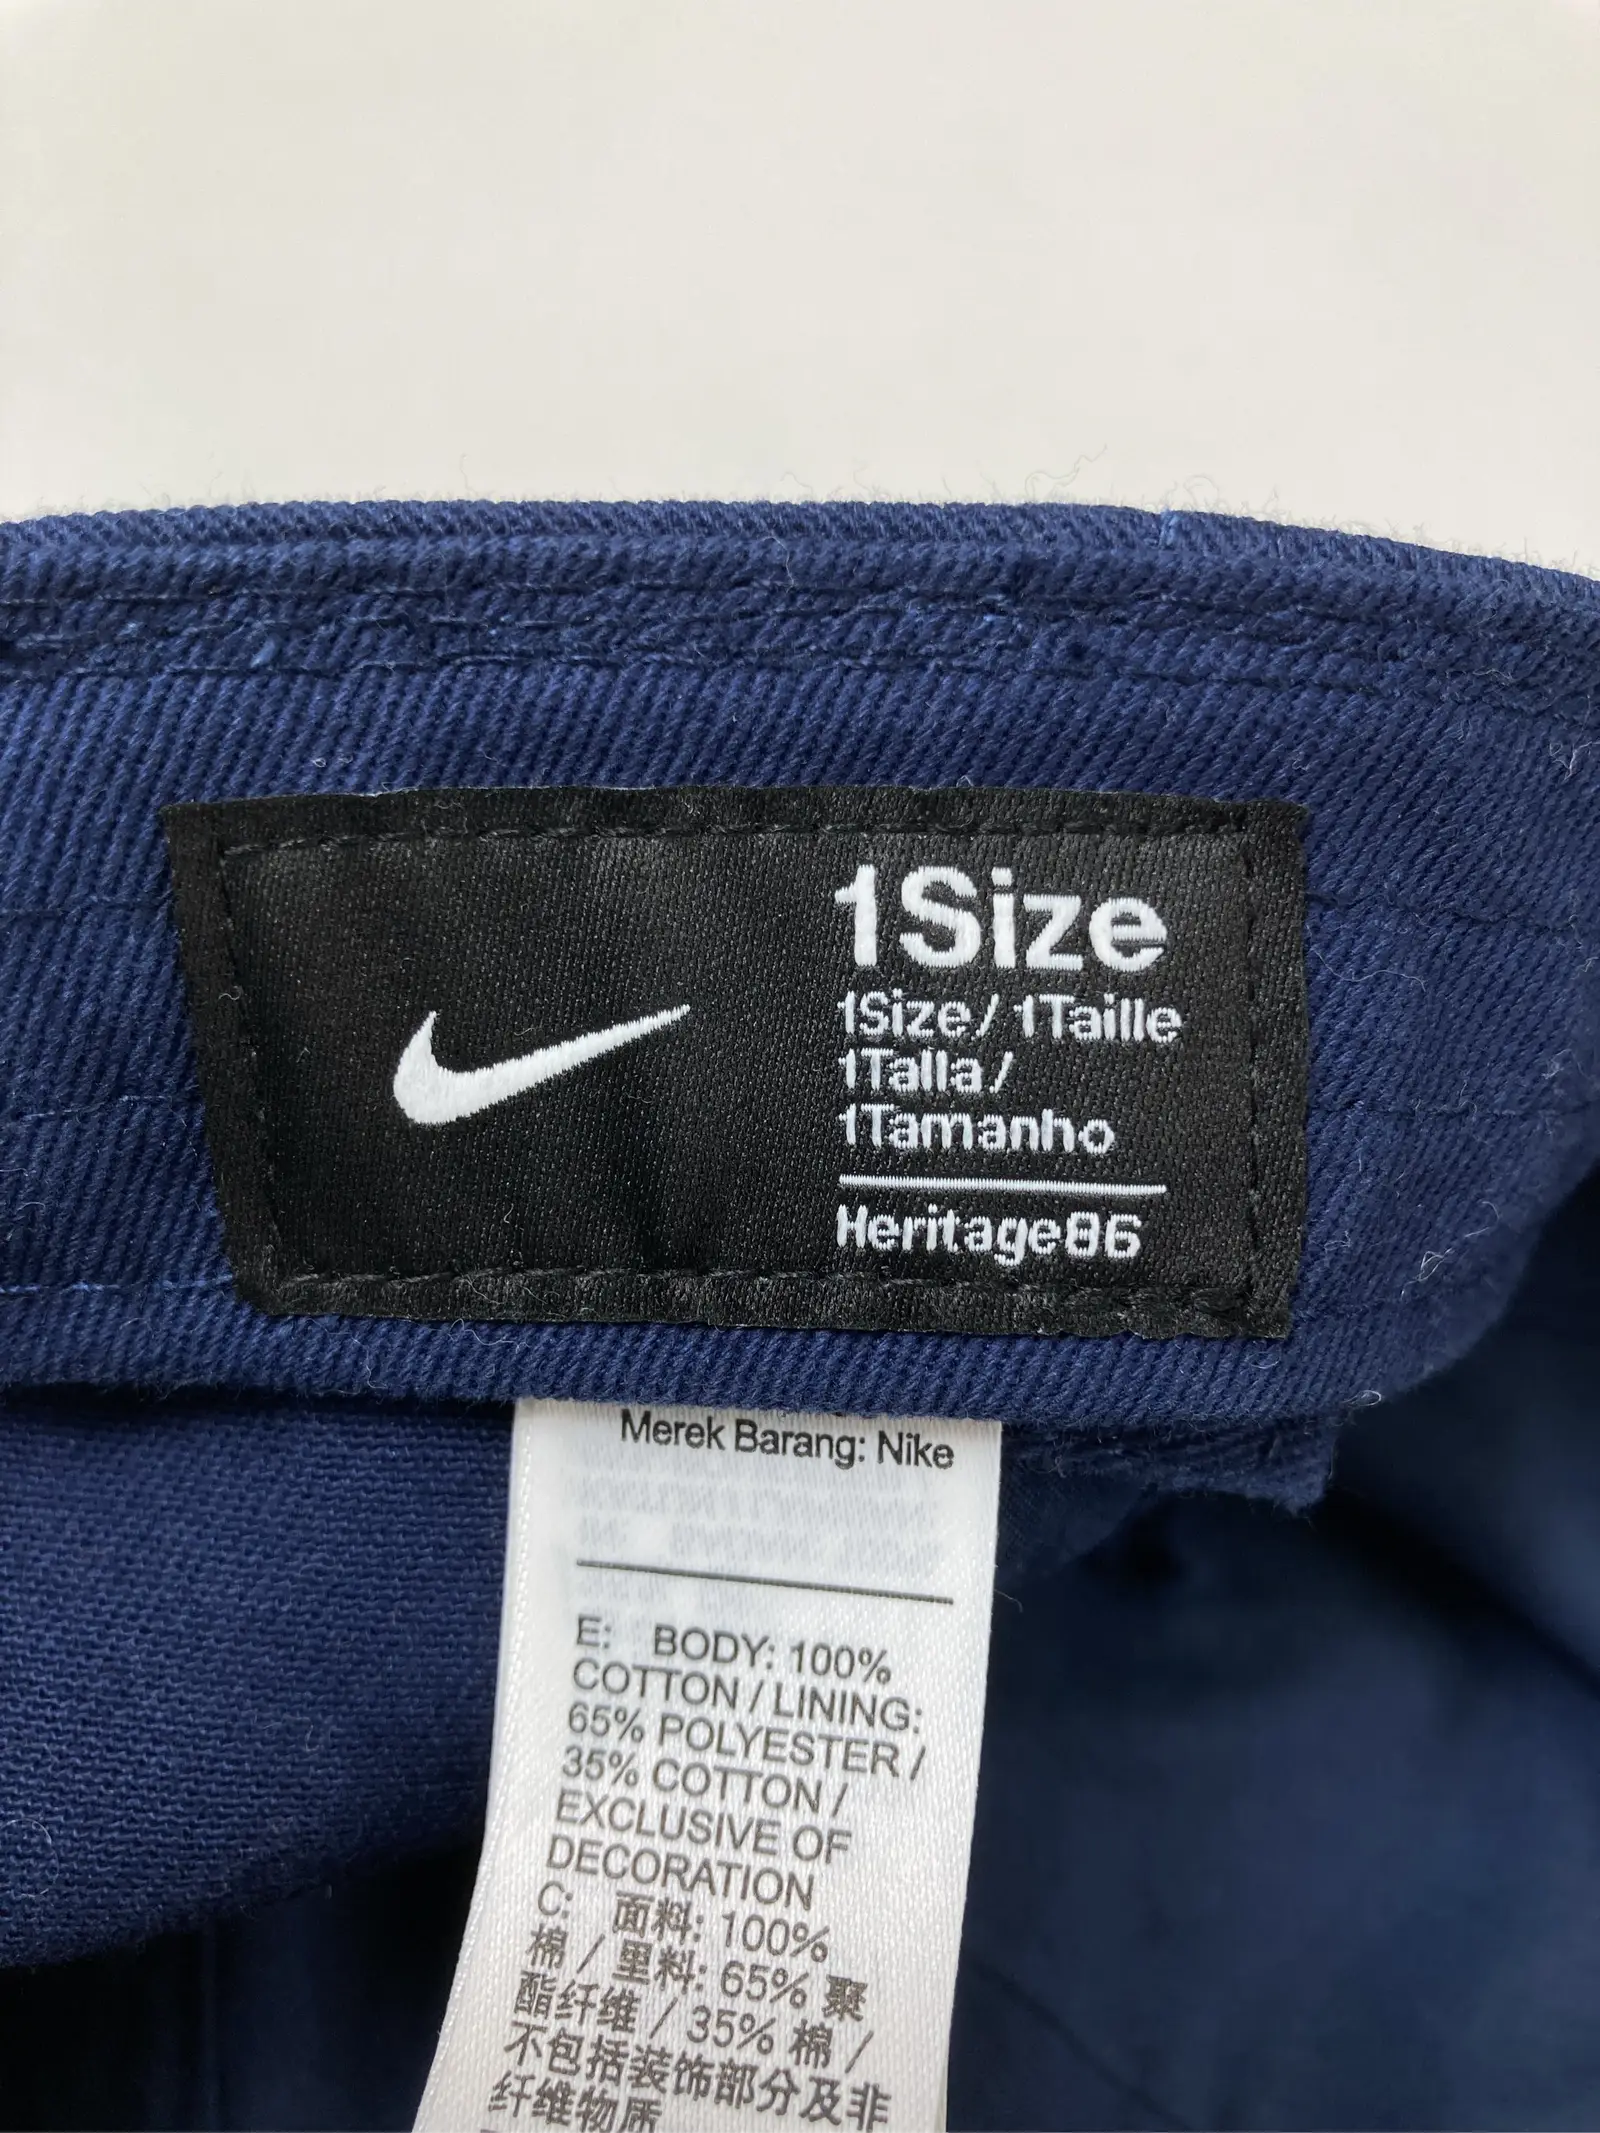 1Size
1Size/ 1Taille
1Talla/
1Tamanho
Heritage86
Merek Barang: Nike
E: BODY: 100%
COTTON / LINING:
65% POLYESTER /
35% COTTON /
EXCLUSIVE OF
DECORATION
C: 面料: 100%
棉 / 里料: 65% 聚
酯纤维 / 35% 棉 /
不包括装饰部分及非
纤维物质